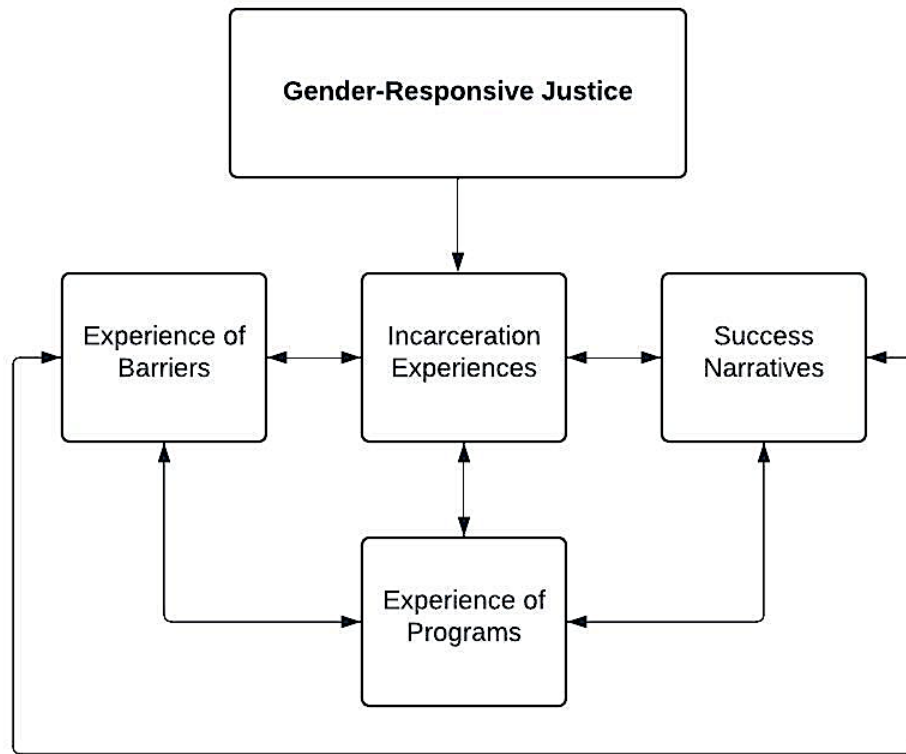 Gender-Responsive Justice
Experience of
Barriers
Incarceration
Experiences
Success
Narratives
Experience of
Programs